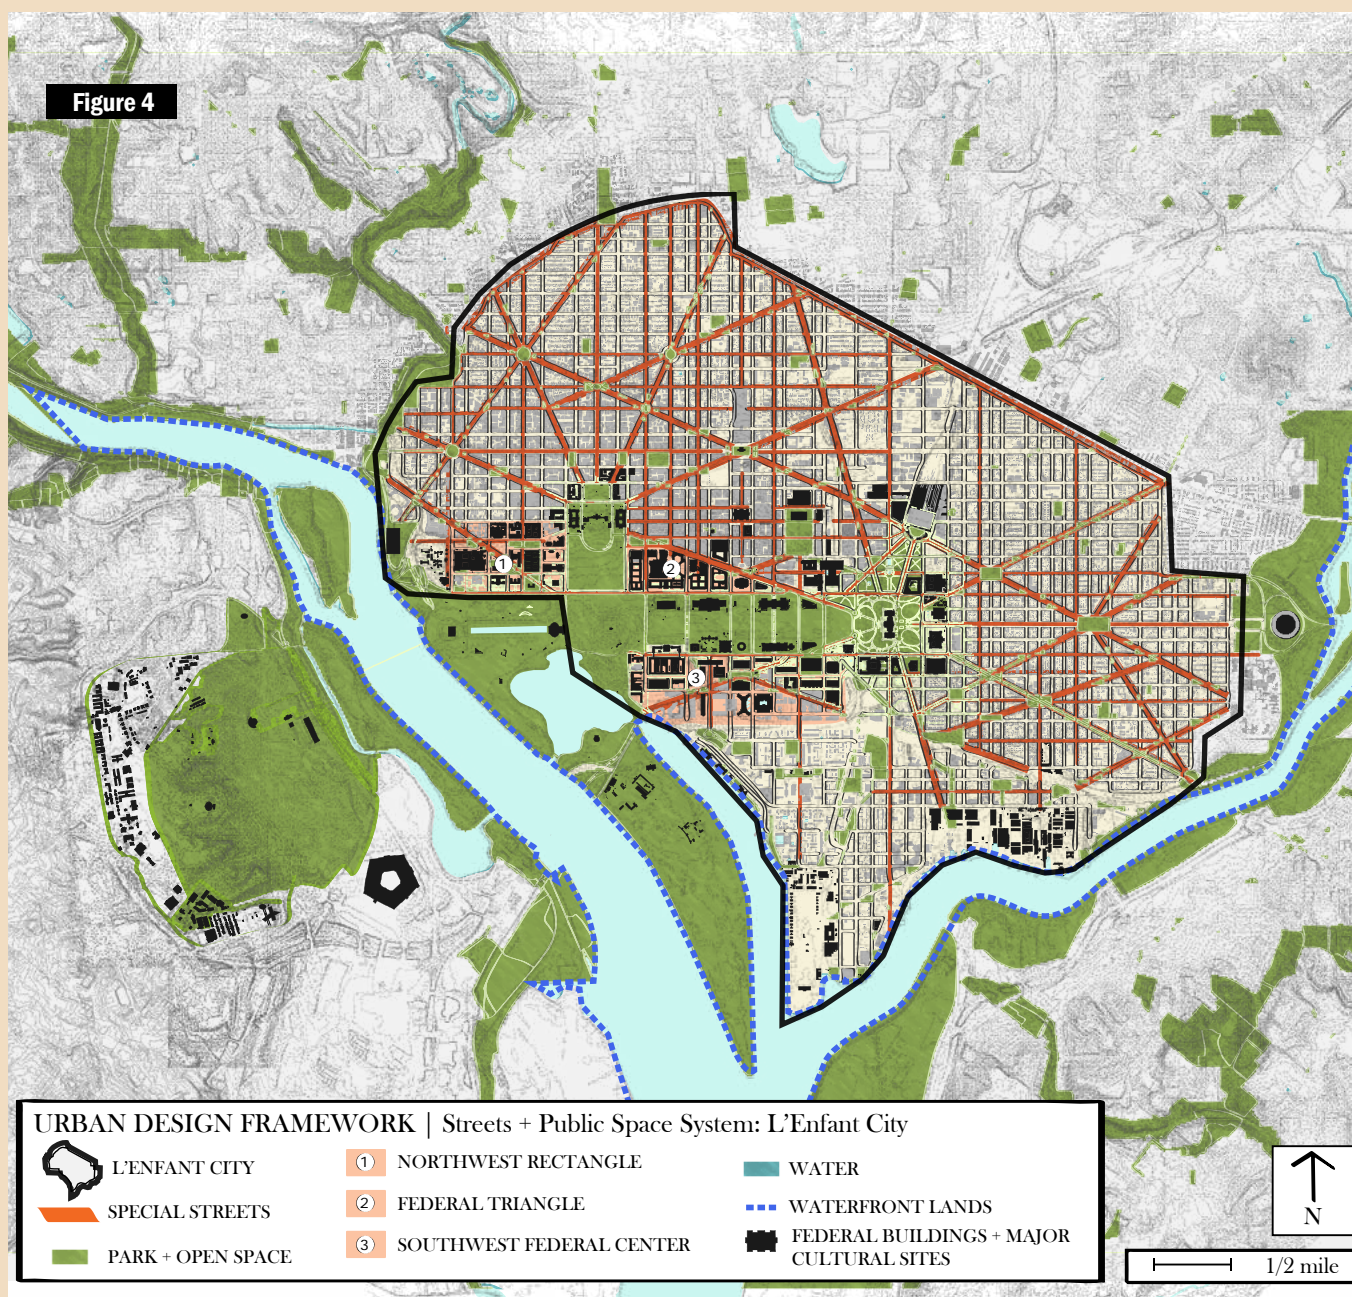 Figure 4
1
2
3
URBAN DESIGN FRAMEWORK | Streets + Public Space System: L'Enfant City
L'ENFANT CITY
SPECIAL STREETS
PARK + OPEN SPACE
1 NORTHWEST RECTANGLE
2 FEDERAL TRIANGLE
3 SOUTHWEST FEDERAL CENTER
WATER
WATERFRONT LANDS
FEDERAL BUILDINGS + MAJOR
CULTURAL SITES
N
1/2 mile